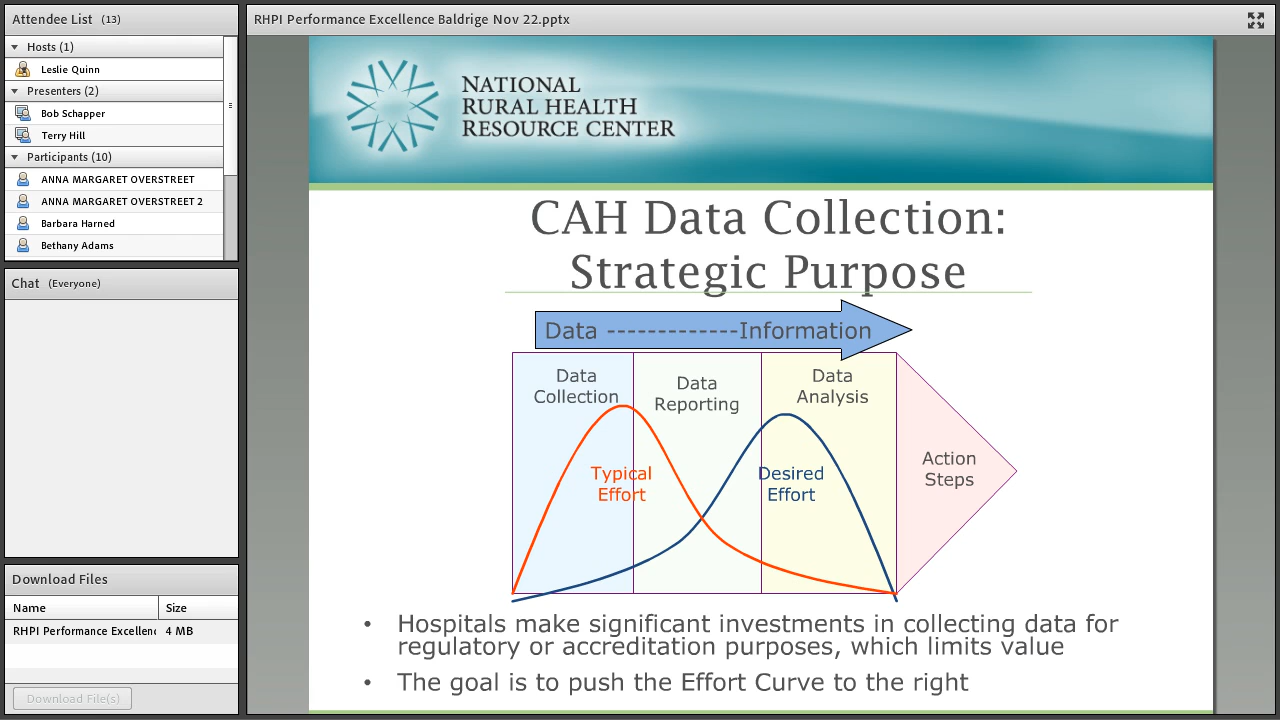 Attendee List (13)
Hosts (1)
Leslie Quinn
Presenters (2)
Bob Schapper
Terry Hill
Participants (10)
ANNA MARGARET OVERSTREET
ANNA MARGARET OVERSTREET 2
Barbara Harned
Bethany Adams
Chat (Everyone)
Download Files
Name Size
RHPI Performance Excellenc 4 MB
Download File(s)
RHPI Performance Excellence Baldrige Nov 22.pptx
NATIONAL
RURAL HEALTH
RESOURCE CENTER
CAH Data Collection:
Strategic Purpose
Data -------------Information
Data
Collection
Data
Reporting
Data
Analysis
Typical
Effort
Desired
Effort
Action
Steps
• Hospitals make significant investments in collecting data for
regulatory or accreditation purposes, which limits value
• The goal is to push the Effort Curve to the right